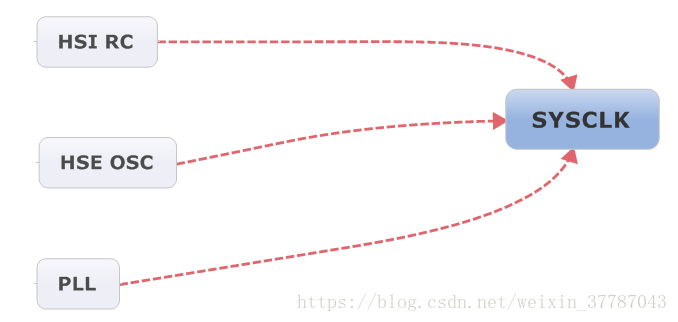 HSI RC
SYSCLK
HSE OSC
PLL
https://blog.csdn.net/weixin_37787043